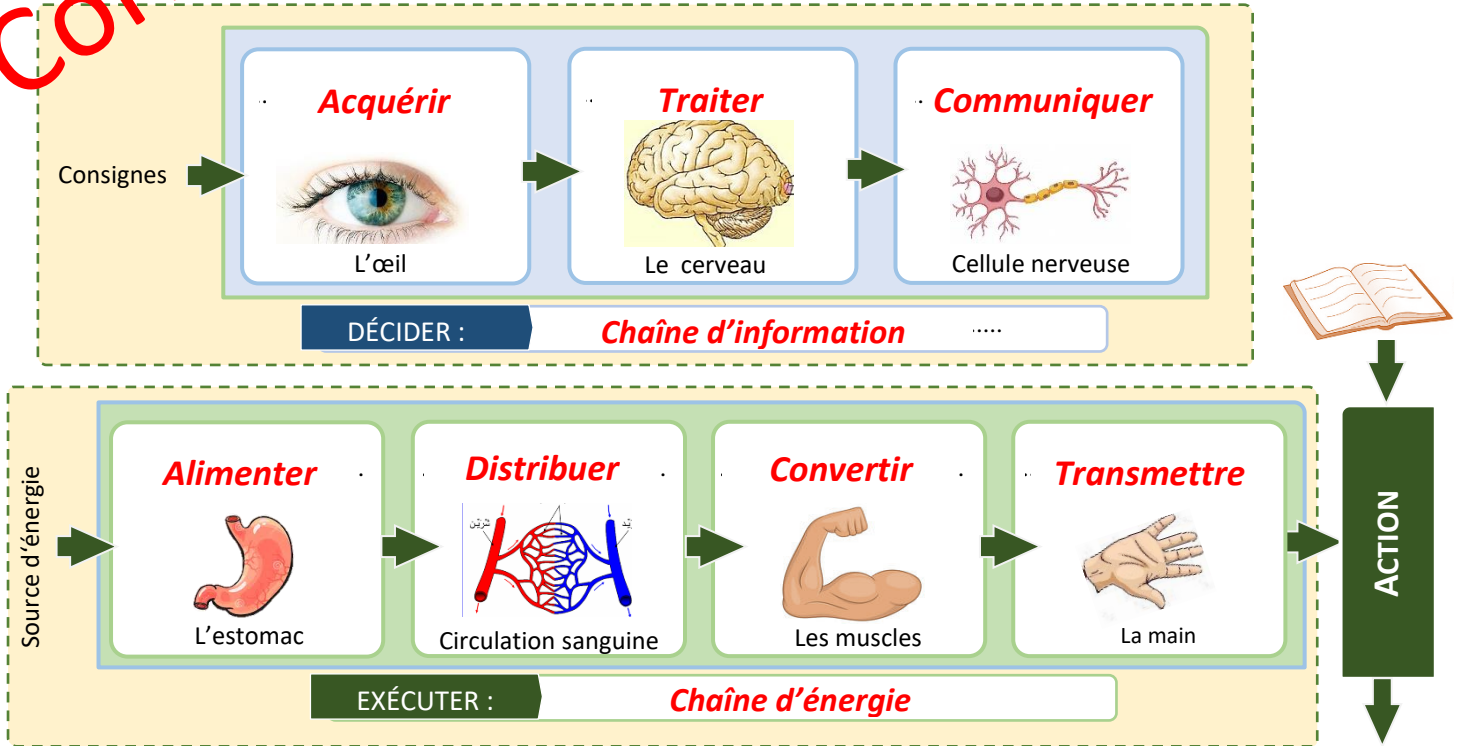 Cor
Consignes
Acquérir
L'œil
Traiter
Le cerveau
Communiquer
Cellule nerveuse
DÉCIDER :
Chaîne d'information .....
Source d'énergie
Alimenter
L'estomac
Distribuer
Circulation sanguine
Convertir
Les muscles
Transmettre
La main
ACTION
EXÉCUTER :
Chaîne d'énergie